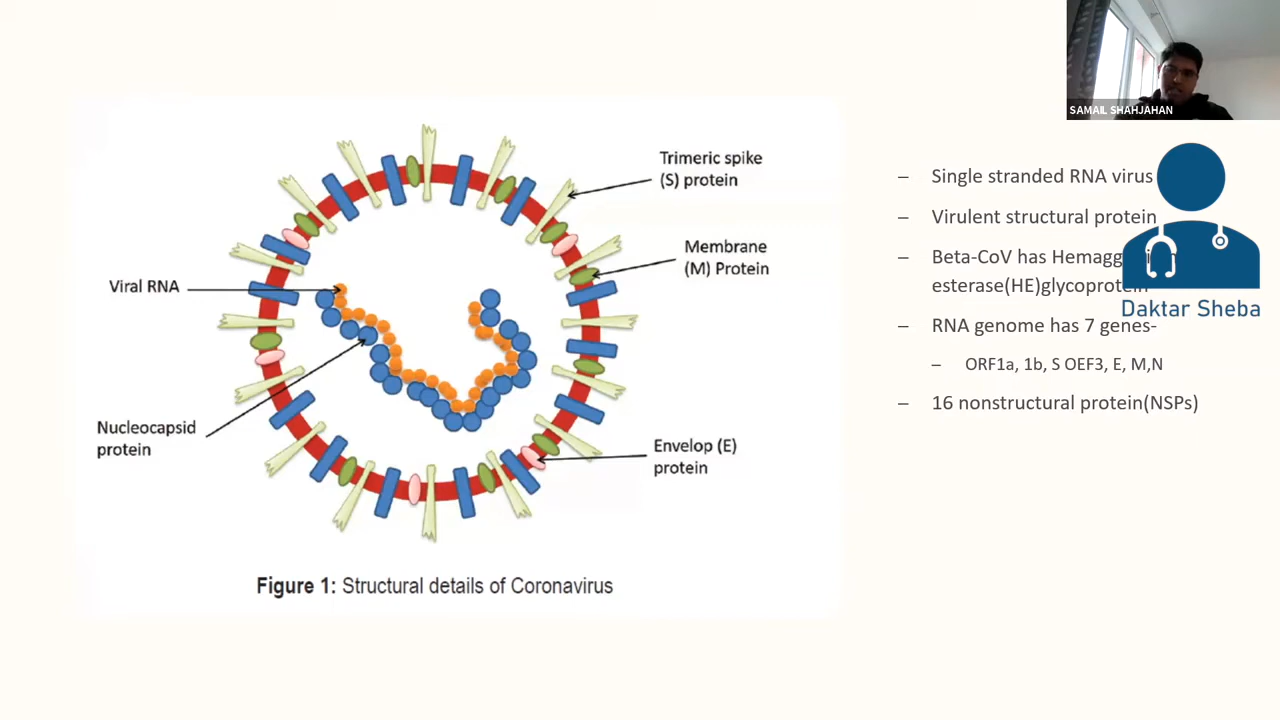 SAMAIL SHAHJAHAN
Trimeric spike
(S) protein
Membrane
(M) Protein
Viral RNA
Nucleocapsid
protein
Envelop (E)
protein
Figure 1: Structural details of Coronavirus
– Single stranded RNA virus
– Virulent structural protein
– Beta-CoV has
esterase(HE)glycoprotein
– RNA genome has 7 genes-
– ORF1a, 1b, S OEF3, E, M,N
– 16 nonstructural protein(NSPs)
Daktar Sheba